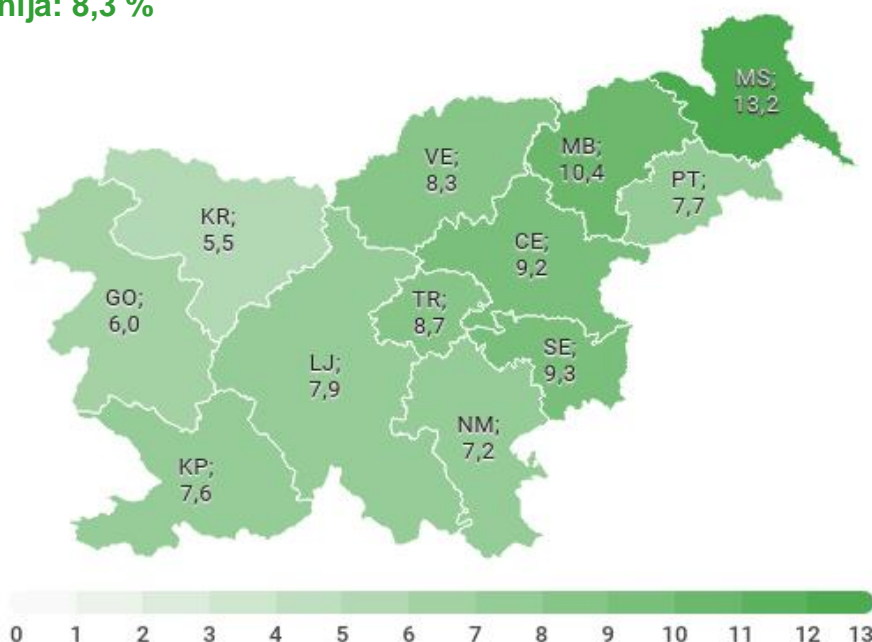 nija: 8,3 %
MS;
13,2
MB;
10,4
VE;
8,3
PT;
7,7
KR;
5,5
CE;
9,2
GO;
6,0
TR;
8,7
SE;
9,3
LJ;
7,9
NM;
7,2
KP;
7,6
0 1 2 3 4 5 6 7 8 9 10 11 12 13